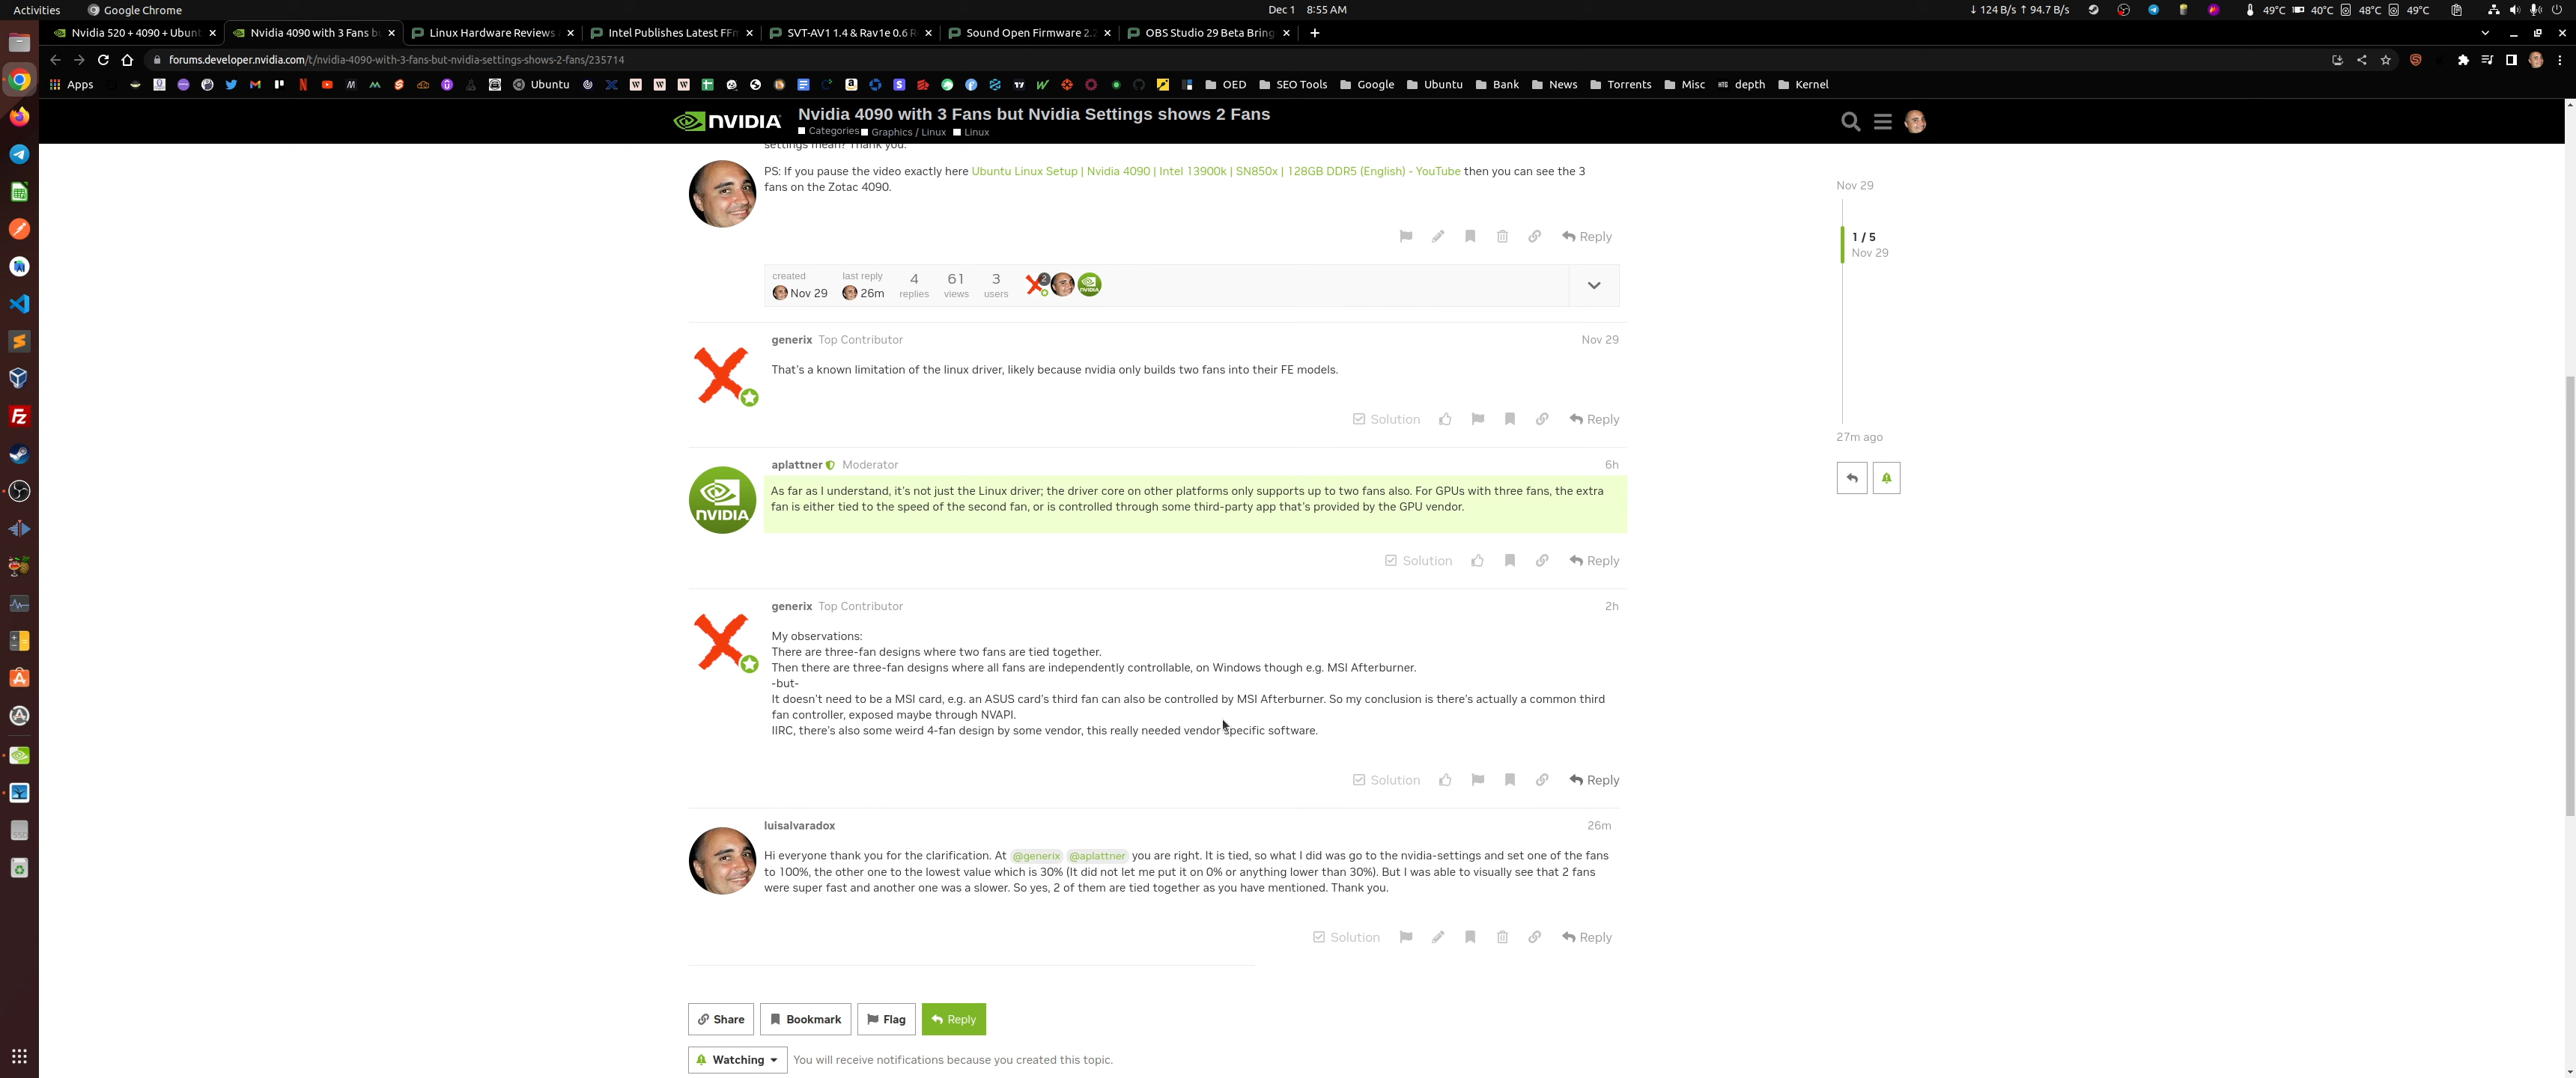 Activities Google Chrome Dec 1 8:55 AM ↓ 124 B/s ↑ 94.7 B/s 49°C 40°C 48°C 49°C
Nvidia 520 + 4090 + Ubunt Nvidia 4090 with 3 Fans bu Linux Hardware Reviews Intel Publishes Latest FFm SVT-AV1 1.4 & Rav1e 0.6 R Sound Open Firmware 2.2 OBS Studio 29 Beta Bring
forums.developer.nvidia.com/t/nvidia-4090-with-3-fans-but-nvidia-settings-shows-2-fans/235714
Apps Ubuntu OED SEO Tools Google Ubuntu Bank News Torrents Misc depth Kernel
NVIDIA Nvidia 4090 with 3 Fans but Nvidia Settings shows 2 Fans
Categories Graphics / Linux Linux
settings mean? Thank you.
PS: If you pause the video exactly here Ubuntu Linux Setup | Nvidia 4090 | Intel 13900k | SN850x | 128GB DDR5 (English) - YouTube then you can see the 3
fans on the Zotac 4090.
Reply
Nov 29
1 / 5
Nov 29
27m ago
created last reply 4 61 3 2
Nov 29 26m replies views users
generix Top Contributor Nov 29
That's a known limitation of the linux driver, likely because nvidia only builds two fans into their FE models.
Solution Reply
aplattner Moderator 6h
As far as I understand, it's not just the Linux driver; the driver core on other platforms only supports up to two fans also. For GPUs with three fans, the extra
fan is either tied to the speed of the second fan, or is controlled through some third-party app that's provided by the GPU vendor.
NVIDIA
Solution Reply
generix Top Contributor 2h
My observations:
There are three-fan designs where two fans are tied together.
Then there are three-fan designs where all fans are independently controllable, on Windows though e.g. MSI Afterburner.
-but-
It doesn't need to be a MSI card, e.g. an ASUS card's third fan can also be controlled by MSI Afterburner. So my conclusion is there's actually a common third
fan controller, exposed maybe through NVAPI.
IIRC, there's also some weird 4-fan design by some vendor, this really needed vendor specific software.
Solution Reply
luisalvaradox 26m
Hi everyone thank you for the clarification. At @generix @aplattner you are right. It is tied, so what I did was go to the nvidia-settings and set one of the fans
to 100%, the other one to the lowest value which is 30% (It did not let me put it on 0% or anything lower than 30%). But I was able to visually see that 2 fans
were super fast and another one was a slower. So yes, 2 of them are tied together as you have mentioned. Thank you.
Solution Reply
Share Bookmark Flag Reply
Watching You will receive notifications because you created this topic.